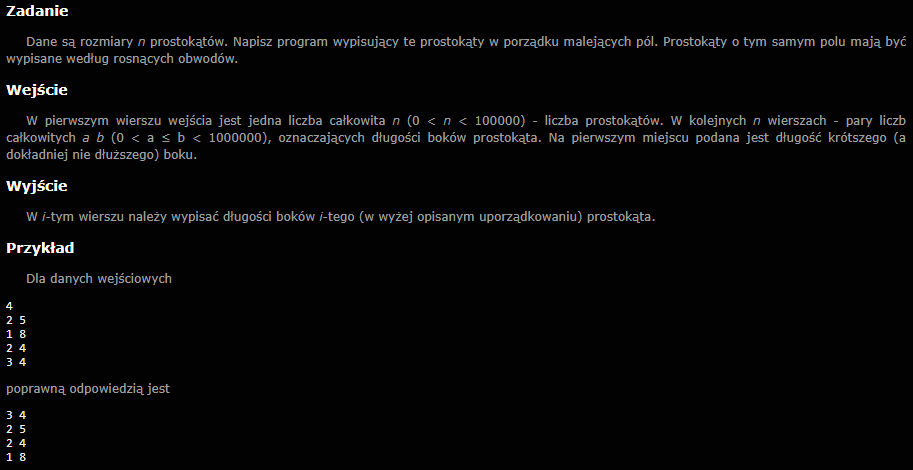 Zadanie
Dane są rozmiary n prostokątów. Napisz program wypisujący te prostokąty w porządku malejących pól. Prostokąty o tym samym polu mają być
wypisane według rosnących obwodów.
Wejście
W pierwszym wierszu wejścia jest jedna liczba całkowita n (0 < n < 100000) - liczba prostokątów. W kolejnych n wierszach - pary liczb
całkowitych a b (0 < a ≤ b < 1000000), oznaczających długości boków prostokąta. Na pierwszym miejscu podana jest długość krótszego (a
dokładniej nie dłuższego) boku.
Wyjście
W i-tym wierszu należy wypisać długości boków i-tego (w wyżej opisanym uporządkowaniu) prostokąta.
Przykład
Dla danych wejściowych
4
2 5
1 8
2 4
3 4
poprawną odpowiedzią jest
3 4
2 5
2 4
1 8